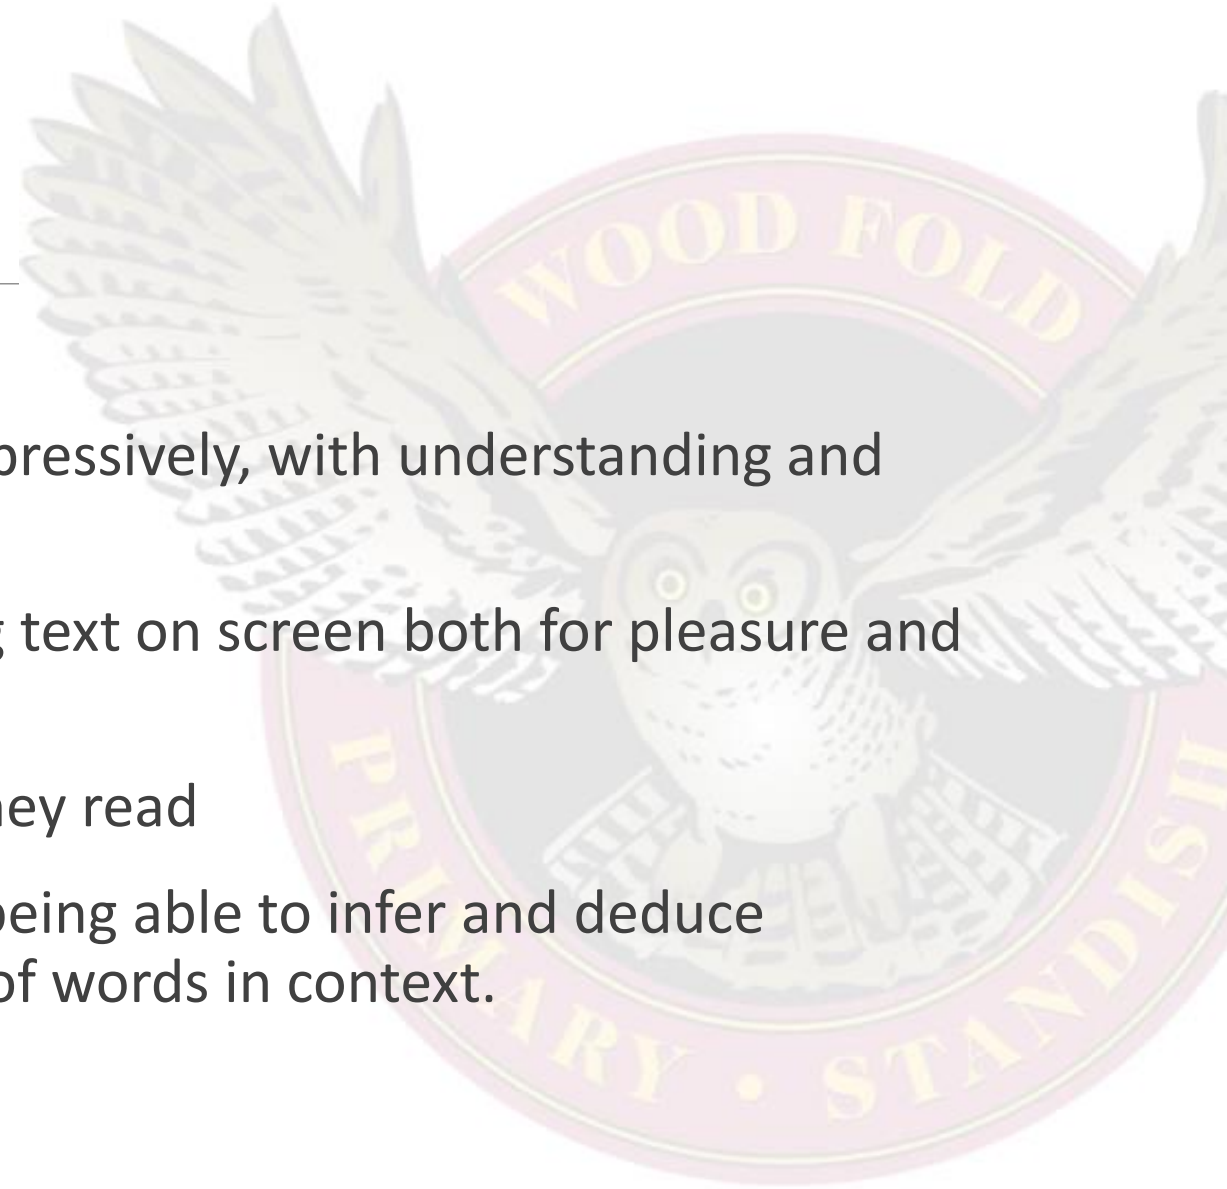 WOOD FOLD
pressively, with understanding and
g text on screen both for pleasure and
ey read
being able to infer and deduce
of words in context.
PRIMARY • STANDISH